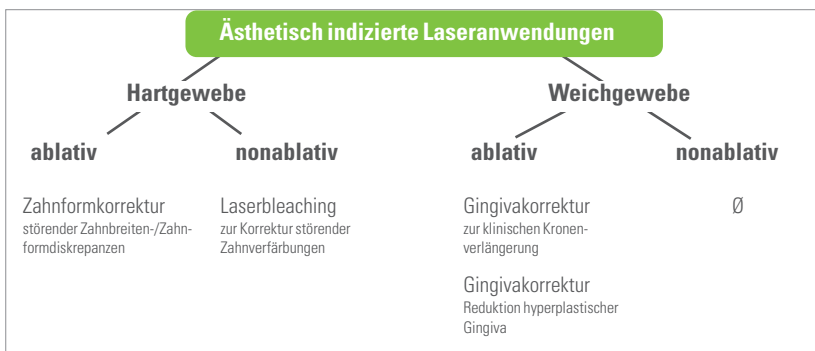 Ästhetisch indizierte Laseranwendungen
Hartgewebe
Weichgewebe
ablativ
nonablativ
ablativ
nonablativ
Zahnformkorrektur
störender Zahnbreiten-/Zahn-
formdiskrepanzen
Laserbleaching
zur Korrektur störender
Zahnverfärbungen
Gingivakorrektur
zur klinischen Kronen-
verlängerung
Gingivakorrektur
Reduktion hyperplastischer
Gingiva
Ø